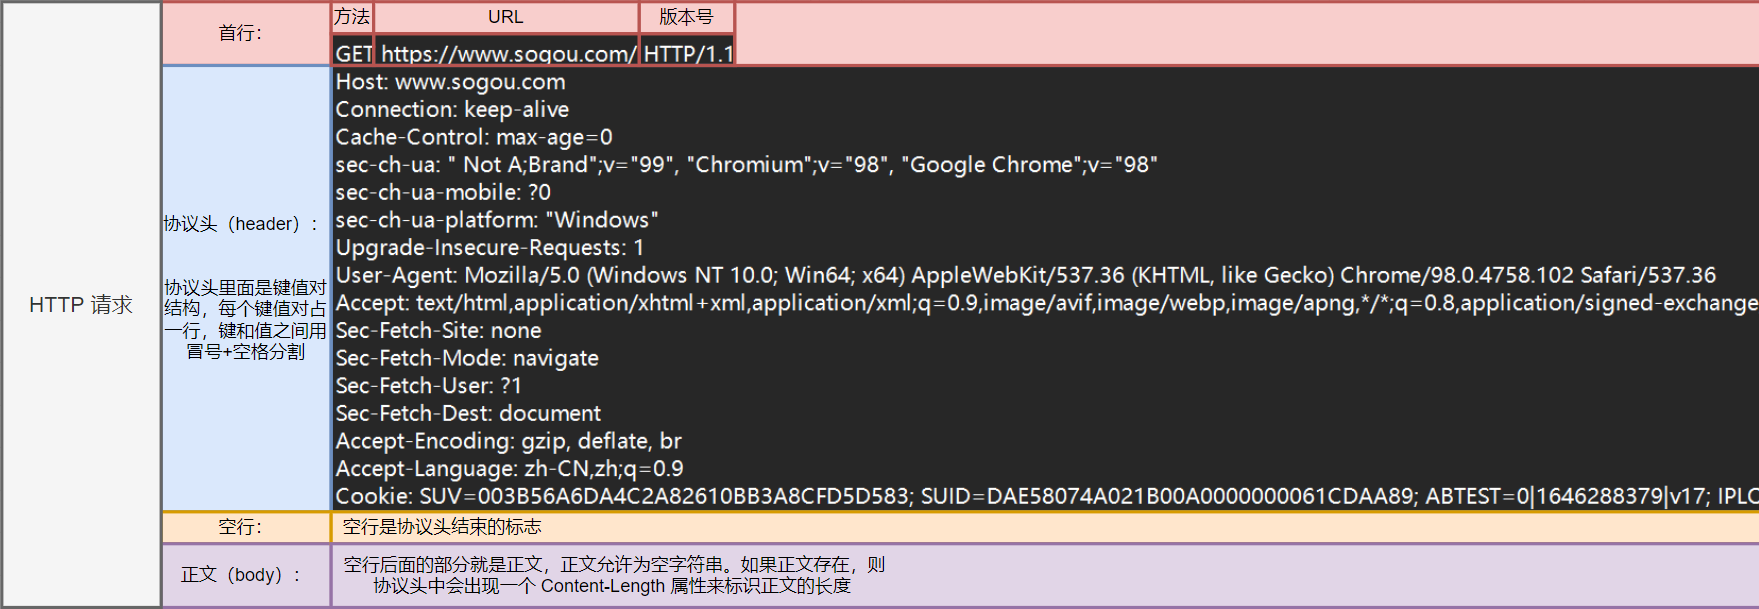 HTTP 请求
首行：
方法
URL
版本号
GET
https://www.sogou.com/
HTTP/1.1
协议头（header）：
协议头里面是键值对
结构，每个键值对占
一行，键和值之间用
冒号+空格分割
Host: www.sogou.com
Connection: keep-alive
Cache-Control: max-age=0
sec-ch-ua: " Not A;Brand";v="99", "Chromium";v="98", "Google Chrome";v="98"
sec-ch-ua-mobile: ?0
sec-ch-ua-platform: "Windows"
Upgrade-Insecure-Requests: 1
User-Agent: Mozilla/5.0 (Windows NT 10.0; Win64; x64) AppleWebKit/537.36 (KHTML, like Gecko) Chrome/98.0.4758.102 Safari/537.36
Accept: text/html,application/xhtml+xml,application/xml;q=0.9,image/avif,image/webp,image/apng,*/*;q=0.8,application/signed-exchange
Sec-Fetch-Site: none
Sec-Fetch-Mode: navigate
Sec-Fetch-User: ?1
Sec-Fetch-Dest: document
Accept-Encoding: gzip, deflate, br
Accept-Language: zh-CN,zh;q=0.9
Cookie: SUV=003B56A6DA4C2A82610BB3A8CFD5D583; SUID=DAE58074A021B00A0000000061CDAA89; ABTEST=0|1646288379|v17; IPLO
空行：
空行是协议头结束的标志
正文（body）：
空行后面的部分就是正文，正文允许为空字符串。如果正文存在，则
协议头中会出现一个 Content-Length 属性来标识正文的长度